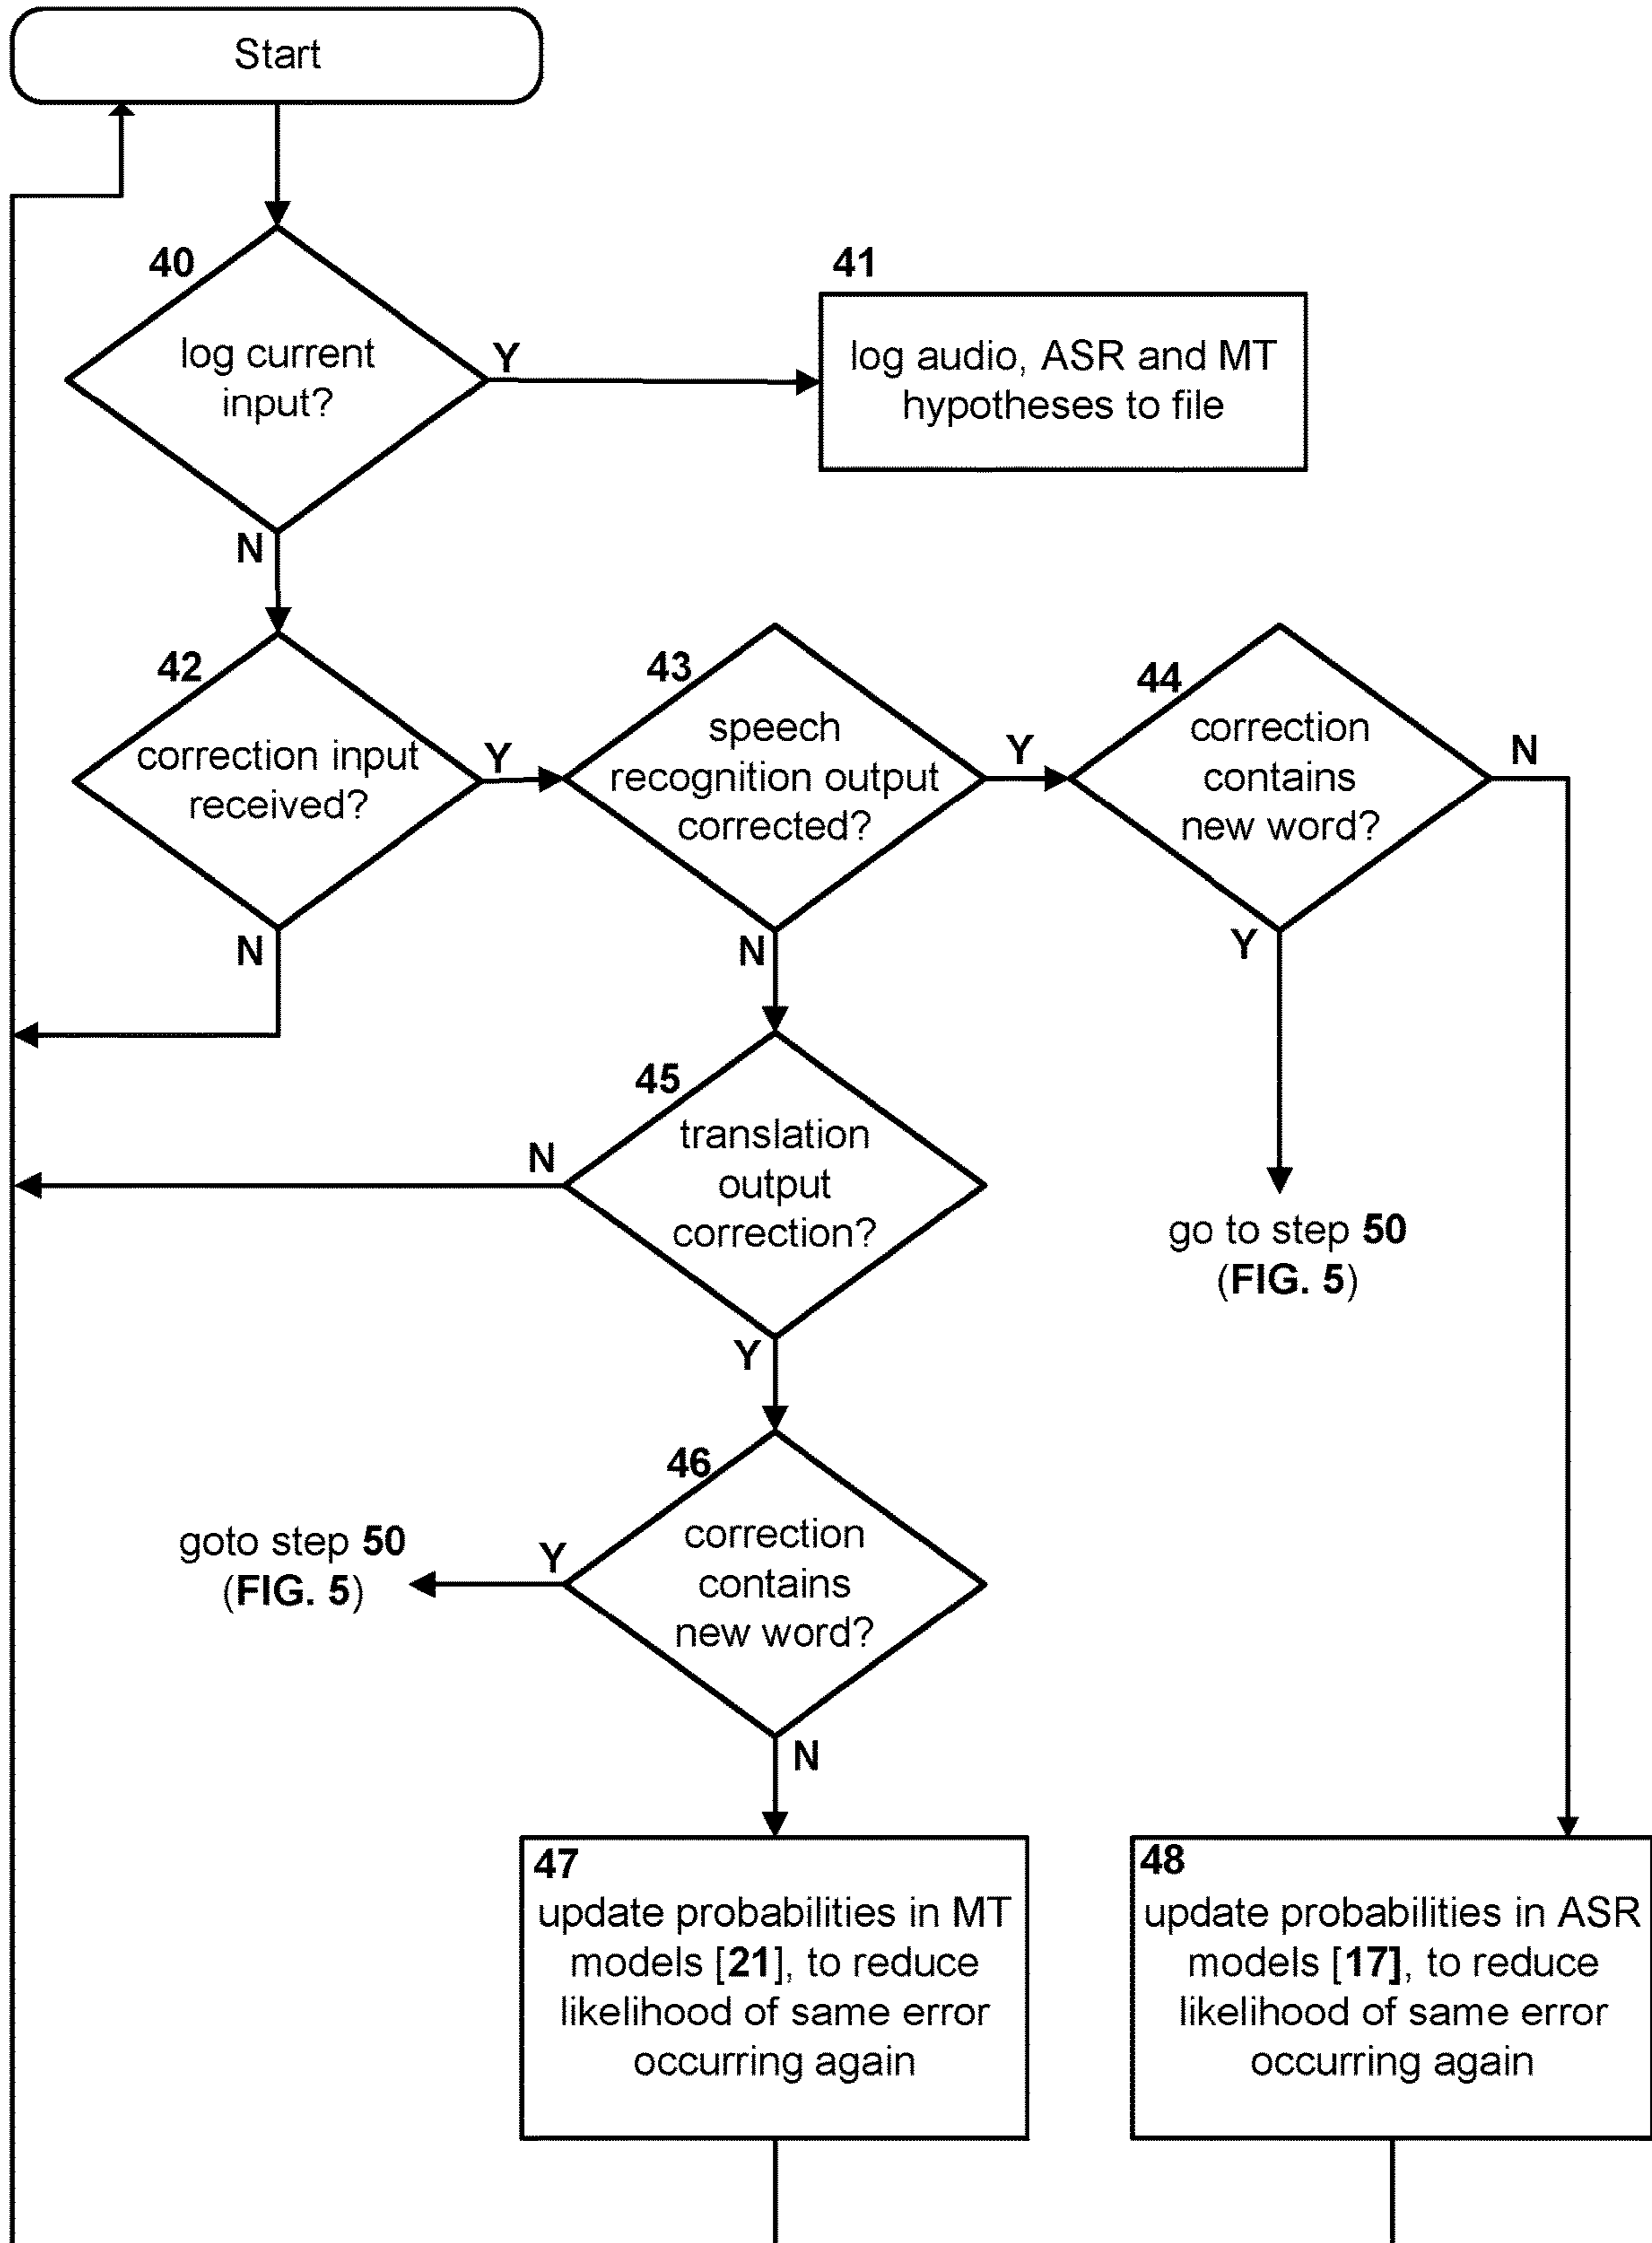 Start
40
log current
input?
Y
N
41
log audio, ASR and MT
hypotheses to file
42
correction input
received?
Y
N
43
speech
recognition output
corrected?
Y
N
44
correction
contains
new word?
N
Y
go to step 50
(FIG. 5)
45
translation
output
correction?
N
Y
46
correction
contains
new word?
Y
N
goto step 50
(FIG. 5)
47
update probabilities in MT
models [21], to reduce
likelihood of same error
occurring again
48
update probabilities in ASR
models [17], to reduce
likelihood of same error
occurring again